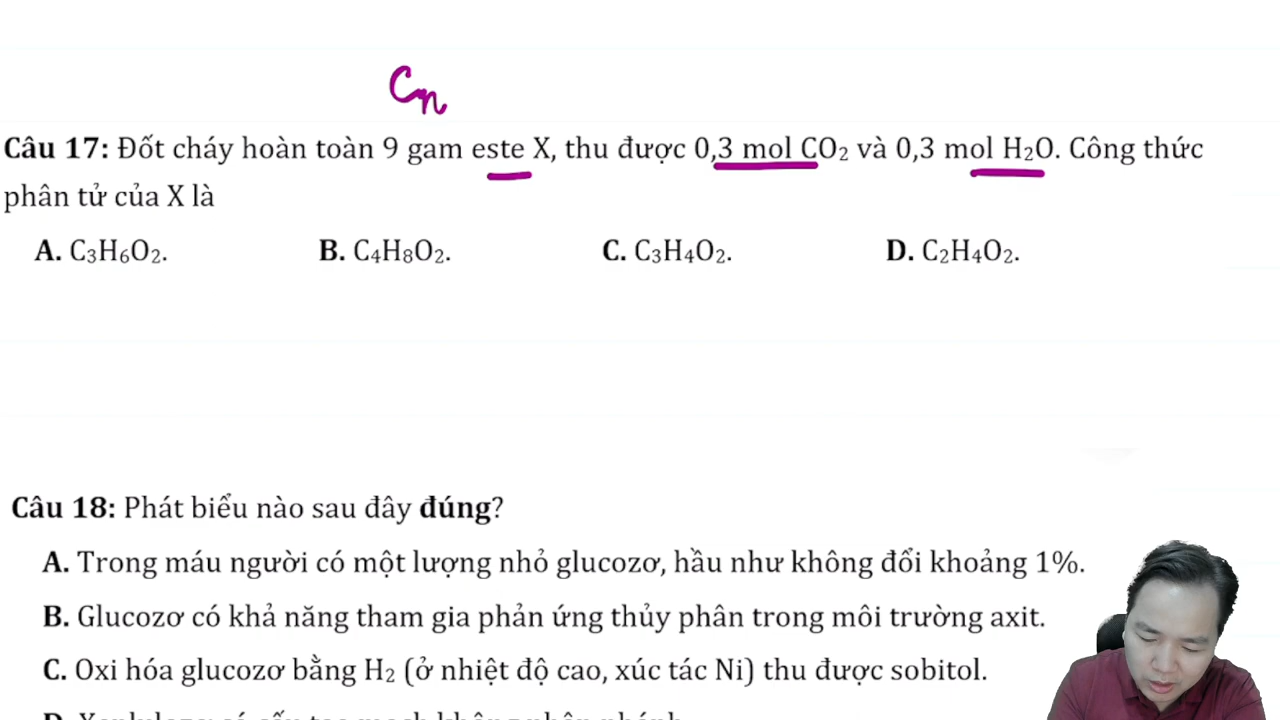 Cn
Câu 17: Đốt cháy hoàn toàn 9 gam este X, thu được 0,3 mol CO₂ và 0,3 mol H₂O. Công thức
phân tử của X là
A. C₃H₆O₂. B. C₄H₈O₂. C. C₃H₄O₂. D. C₂H₄O₂.
Câu 18: Phát biểu nào sau đây đúng?
A. Trong máu người có một lượng nhỏ glucozơ, hầu như không đổi khoảng 1%.
B. Glucozơ có khả năng tham gia phản ứng thủy phân trong môi trường axit.
C. Oxi hóa glucozơ bằng H₂ (ở nhiệt độ cao, xúc tác Ni) thu được sobitol.